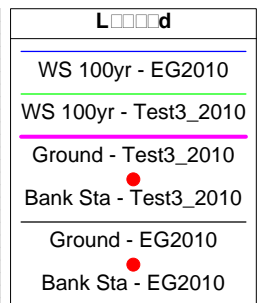 L□□□□d
WS 100yr - EG2010
WS 100yr - Test3_2010
Ground - Test3_2010
Bank Sta - Test3_2010
Ground - EG2010
Bank Sta - EG2010